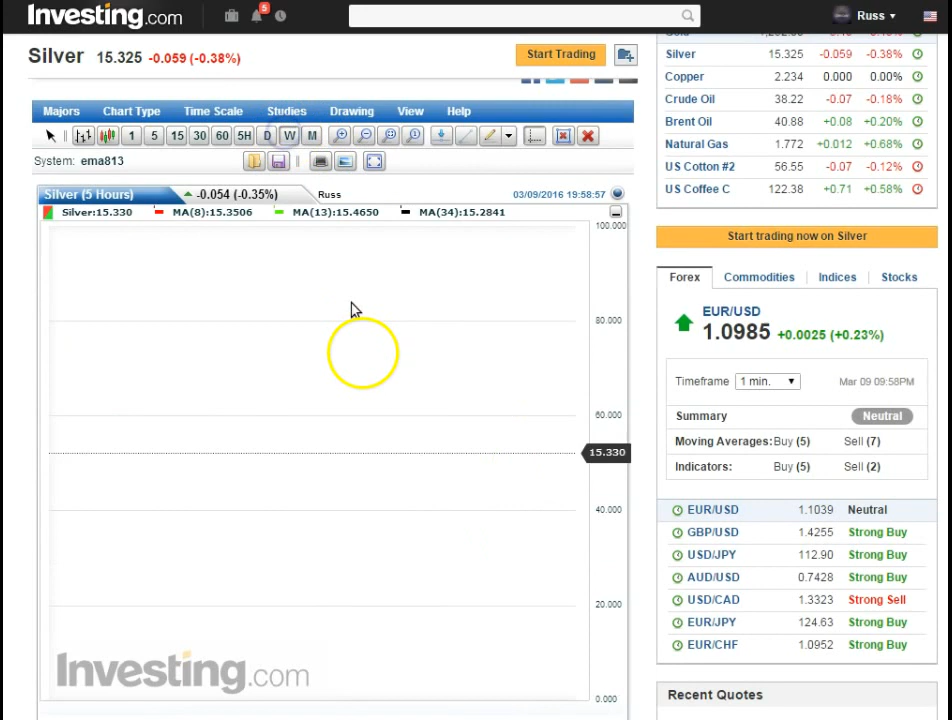 Investing.com
5
Russ
Silver 15.325 -0.059 (-0.38%)
Start Trading
Silver 15.325 -0.059 -0.38%
Copper 2.234 0.000 0.00%
Crude Oil 38.22 -0.07 -0.18%
Brent Oil 40.88 +0.08 +0.20%
Natural Gas 1.772 +0.012 +0.68%
US Cotton #2 56.55 -0.07 -0.12%
US Coffee C 122.38 +0.71 +0.58%
Majors Chart Type Time Scale Studies Drawing View Help
1 5 15 30 60 5H D W M
System: ema813
Silver (5 Hours) -0.054 (-0.35%) Russ 03/09/2016 19:58:57
Silver:15.330 MA(8):15.3506 MA(13):15.4650 MA(34):15.2841
100.000
80.000
60.000
15.330
40.000
20.000
0.000
Investing.com
Start trading now on Silver
Forex Commodities Indices Stocks
EUR/USD
1.0985 +0.0025 (+0.23%)
Timeframe 1 min. Mar 09 09:58PM
Summary Neutral
Moving Averages: Buy (5) Sell (7)
Indicators: Buy (5) Sell (2)
EUR/USD 1.1039 Neutral
GBP/USD 1.4255 Strong Buy
USD/JPY 112.90 Strong Buy
AUD/USD 0.7428 Strong Buy
USD/CAD 1.3323 Strong Sell
EUR/JPY 124.63 Strong Buy
EUR/CHF 1.0952 Strong Buy
Recent Quotes